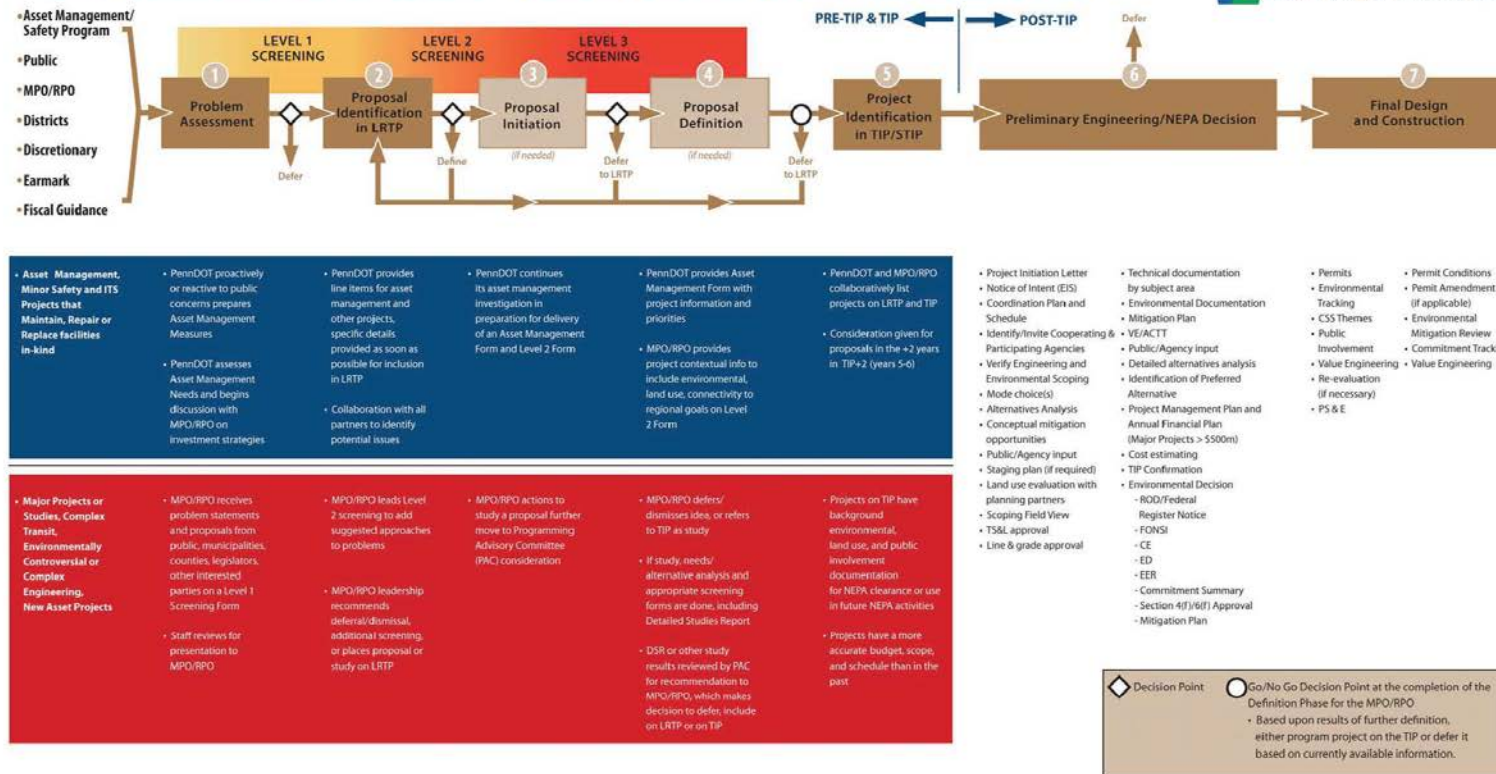 • Asset Management/
Safety Program
• Public
• MPO/RPO
• Districts
• Discretionary
• Earmark
• Fiscal Guidance
LEVEL 1
SCREENING
LEVEL 2
SCREENING
LEVEL 3
SCREENING
PRE-TIP & TIP
POST-TIP
1
Problem
Assessment
Defer
2
Proposal
Identification
in LRTP
Define
3
Proposal
Initiation
(if needed)
Defer
to LRTP
4
Proposal
Definition
(if needed)
Defer
to LRTP
5
Project
Identification
in TIP/STIP
Defer
6
Preliminary Engineering/NEPA Decision
7
Final Design
and Construction
• Asset Management,
Minor Safety and ITS
Projects that
Maintain, Repair or
Replace facilities
in-kind
• PennDOT proactively
or reactive to public
concerns prepares
Asset Management
Measures
• PennDOT assesses
Asset Management
Needs and begins
discussion with
MPO/RPO on
investment strategies
• PennDOT provides
line items for asset
management and
other projects,
specific details
provided as soon as
possible for inclusion
in LRTP
• Collaboration with all
partners to identify
potential issues
• PennDOT continues
its asset management
investigation in
preparation for delivery
of an Asset Management
Form and Level 2 Form
• PennDOT provides Asset
Management Form with
project information and
priorities
• MPO/RPO provides
project contextual info to
include environmental,
land use, connectivity to
regional goals on Level
2 Form
• PennDOT and MPO/RPO
collaboratively list
projects on LRTP and TIP
• Consideration given for
proposals in the +2 years
in TIP+2 (years 5-6)
• Major Projects or
Studies, Complex
Transit,
Environmentally
Controversial or
Complex
Engineering,
New Asset Projects
• MPO/RPO receives
problem statements
and proposals from
public, municipalities,
counties, legislators,
other interested
parties on a Level 1
Screening Form
• Staff reviews for
presentation to
MPO/RPO
• MPO/RPO leads Level
2 screening to add
suggested approaches
to problems
• MPO/RPO leadership
recommends
deferral/dismissal,
additional screening,
or places proposal or
study on LRTP
• MPO/RPO actions to
study a proposal further
move to Programming
Advisory Committee
(PAC) consideration
• MPO/RPO defers/
dismisses idea, or refers
to TIP as study
• If study, needs/
alternative analysis and
appropriate screening
forms are done, including
Detailed Studies Report
• DSR or other study
results reviewed by PAC
for recommendation to
MPO/RPO, which makes
decision to defer, include
on LRTP or on TIP
• Projects on TIP have
background
environmental,
land use, and public
involvement
documentation
for NEPA clearance or use
in future NEPA activities
• Projects have a more
accurate budget, scope,
and schedule than in the
past
• Project Initiation Letter
• Notice of Intent (EIS)
• Coordination Plan and
Schedule
• Identify/Invite Cooperating &
Participating Agencies
• Verify Engineering and
Environmental Scoping
• Mode choice(s)
• Alternatives Analysis
• Conceptual mitigation
opportunities
• Public/Agency input
• Staging plan (if required)
• Land use evaluation with
planning partners
• Scoping Field View
• TS&L approval
• Line & grade approval
• Technical documentation
by subject area
• Environmental Documentation
• Mitigation Plan
• VE/ACTT
• Public/Agency input
• Detailed alternatives analysis
• Identification of Preferred
Alternative
• Project Management Plan and
Annual Financial Plan
(Major Projects > $500m)
• Cost estimating
• TIP Confirmation
• Environmental Decision
- ROD/Federal
Register Notice
- FONSI
- CE
- ED
- EER
- Commitment Summary
- Section 4(f)/6(f) Approval
- Mitigation Plan
• Permits
• Environmental
Tracking
• CSS Themes
• Public
Involvement
• Value Engineering
• Re-evaluation
(if necessary)
• PS & E
• Permit Conditions
• Pemit Amendment
(if applicable)
• Environmental
Mitigation Review
• Commitment Track
• Value Engineering
Decision Point
Go/No Go Decision Point at the completion of the
Definition Phase for the MPO/RPO
• Based upon results of further definition,
either program project on the TIP or defer it
based on currently available information.